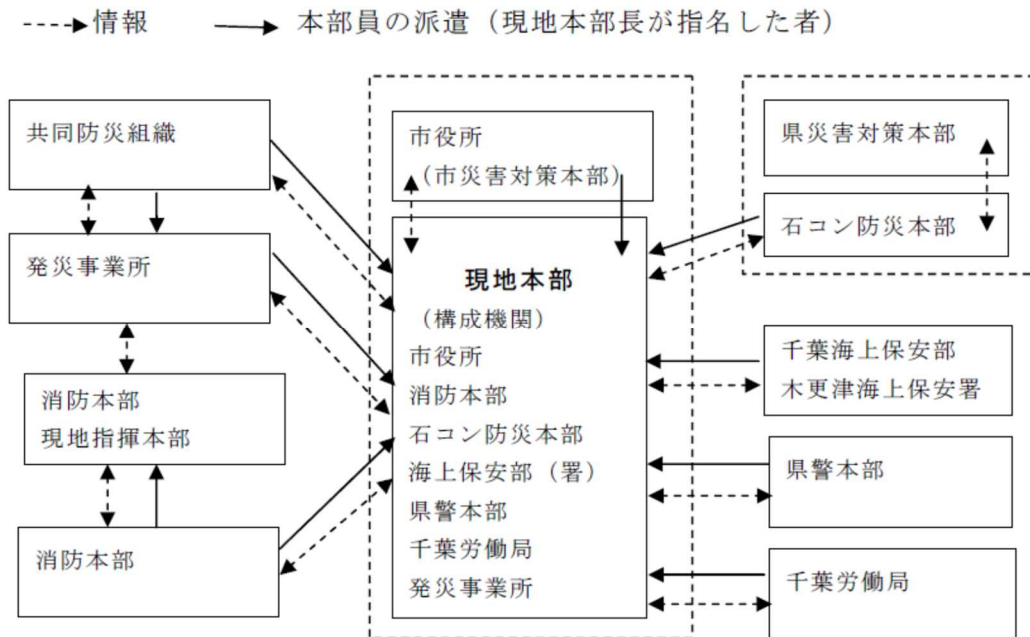 情報 本部員の派遣（現地本部長が指名した者）
共同防災組織
発災事業所
消防本部
現地指揮本部
消防本部
市役所
（市災害対策本部）
現地本部
（構成機関）
市役所
消防本部
石コン防災本部
海上保安部（署）
県警本部
千葉労働局
発災事業所
県災害対策本部
石コン防災本部
千葉海上保安部
木更津海上保安署
県警本部
千葉労働局